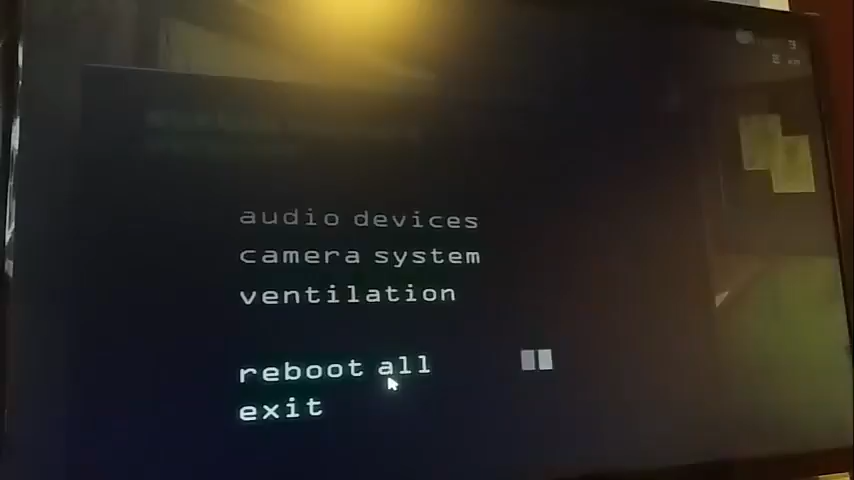 audio devices
camera system
ventilation
reboot all
exit